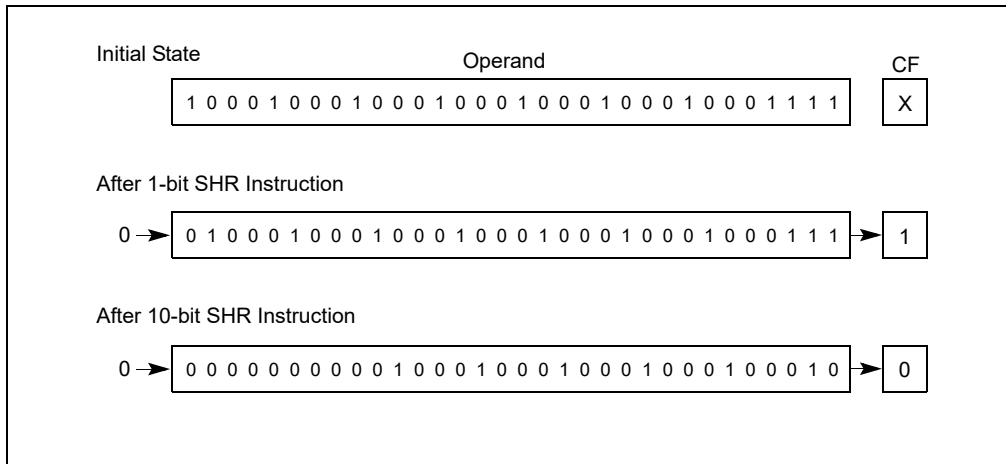 Initial State
Operand
CF
1 0 0 0 1 0 0 0 1 0 0 0 1 0 0 0 1 0 0 0 1 0 0 0 1 0 0 0 1 1 1 1
X
After 1-bit SHR Instruction
0
0 1 0 0 0 1 0 0 0 1 0 0 0 1 0 0 0 1 0 0 0 1 0 0 0 1 0 0 0 1 1 1
1
After 10-bit SHR Instruction
0
0 0 0 0 0 0 0 0 0 0 1 0 0 0 1 0 0 0 1 0 0 0 1 0 0 0 1 0 0 0 1 0
0